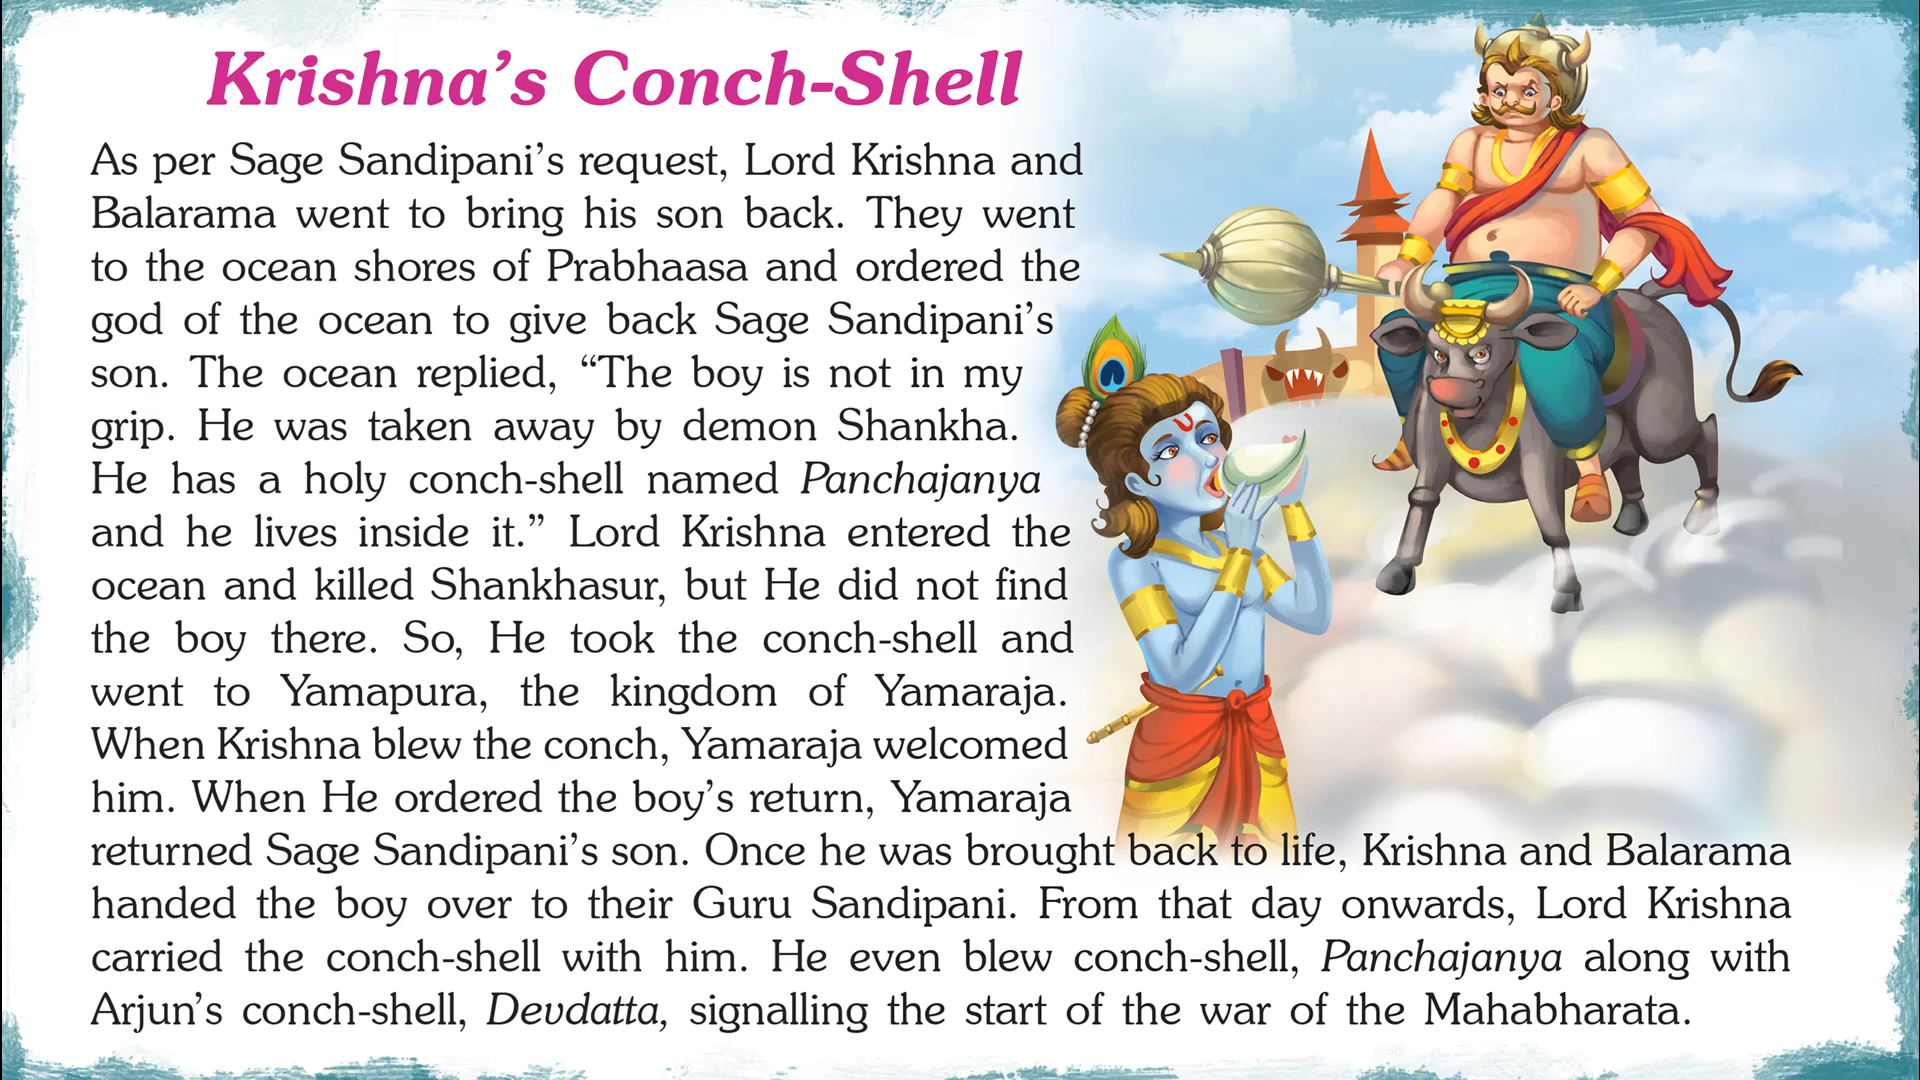 Krishna’s Conch-Shell
As per Sage Sandipani’s request, Lord Krishna and
Balarama went to bring his son back. They went
to the ocean shores of Prabhaasa and ordered the
god of the ocean to give back Sage Sandipani’s
son. The ocean replied, “The boy is not in my
grip. He was taken away by demon Shankha.
He has a holy conch-shell named Panchajanya
and he lives inside it.” Lord Krishna entered the
ocean and killed Shankhasur, but He did not find
the boy there. So, He took the conch-shell and
went to Yamapura, the kingdom of Yamaraja.
When Krishna blew the conch, Yamaraja welcomed
him. When He ordered the boy’s return, Yamaraja
returned Sage Sandipani’s son. Once he was brought back to life, Krishna and Balarama
handed the boy over to their Guru Sandipani. From that day onwards, Lord Krishna
carried the conch-shell with him. He even blew conch-shell, Panchajanya along with
Arjun’s conch-shell, Devdatta, signalling the start of the war of the Mahabharata.